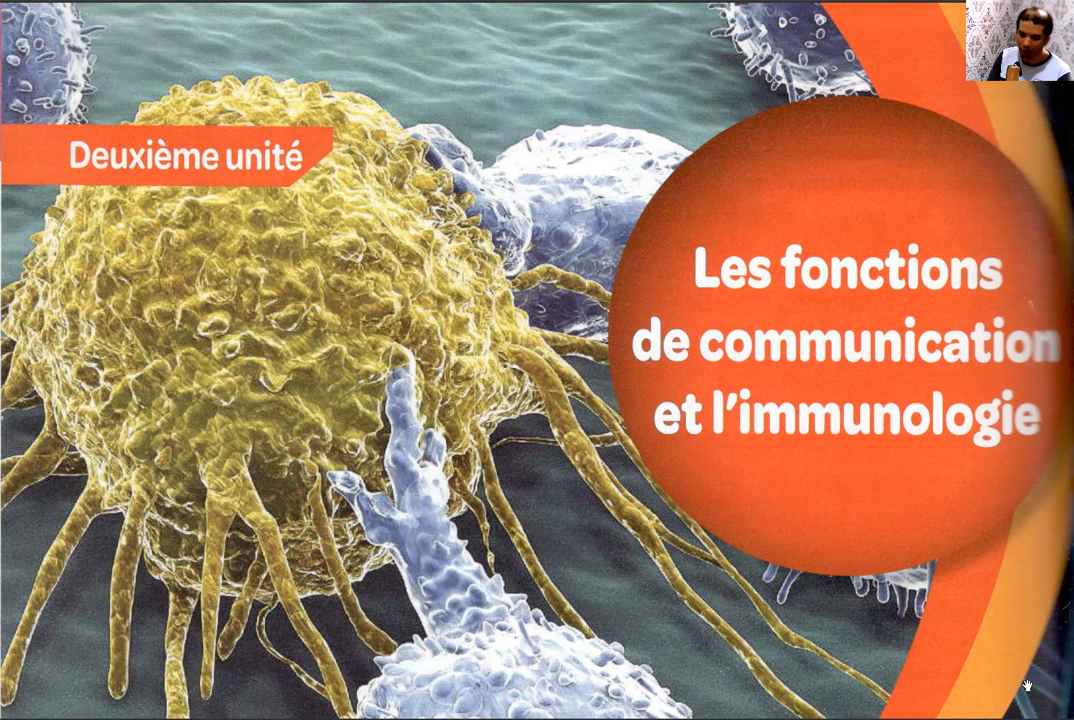 Deuxième unité
Les fonctions
de communication
et l'immunologie